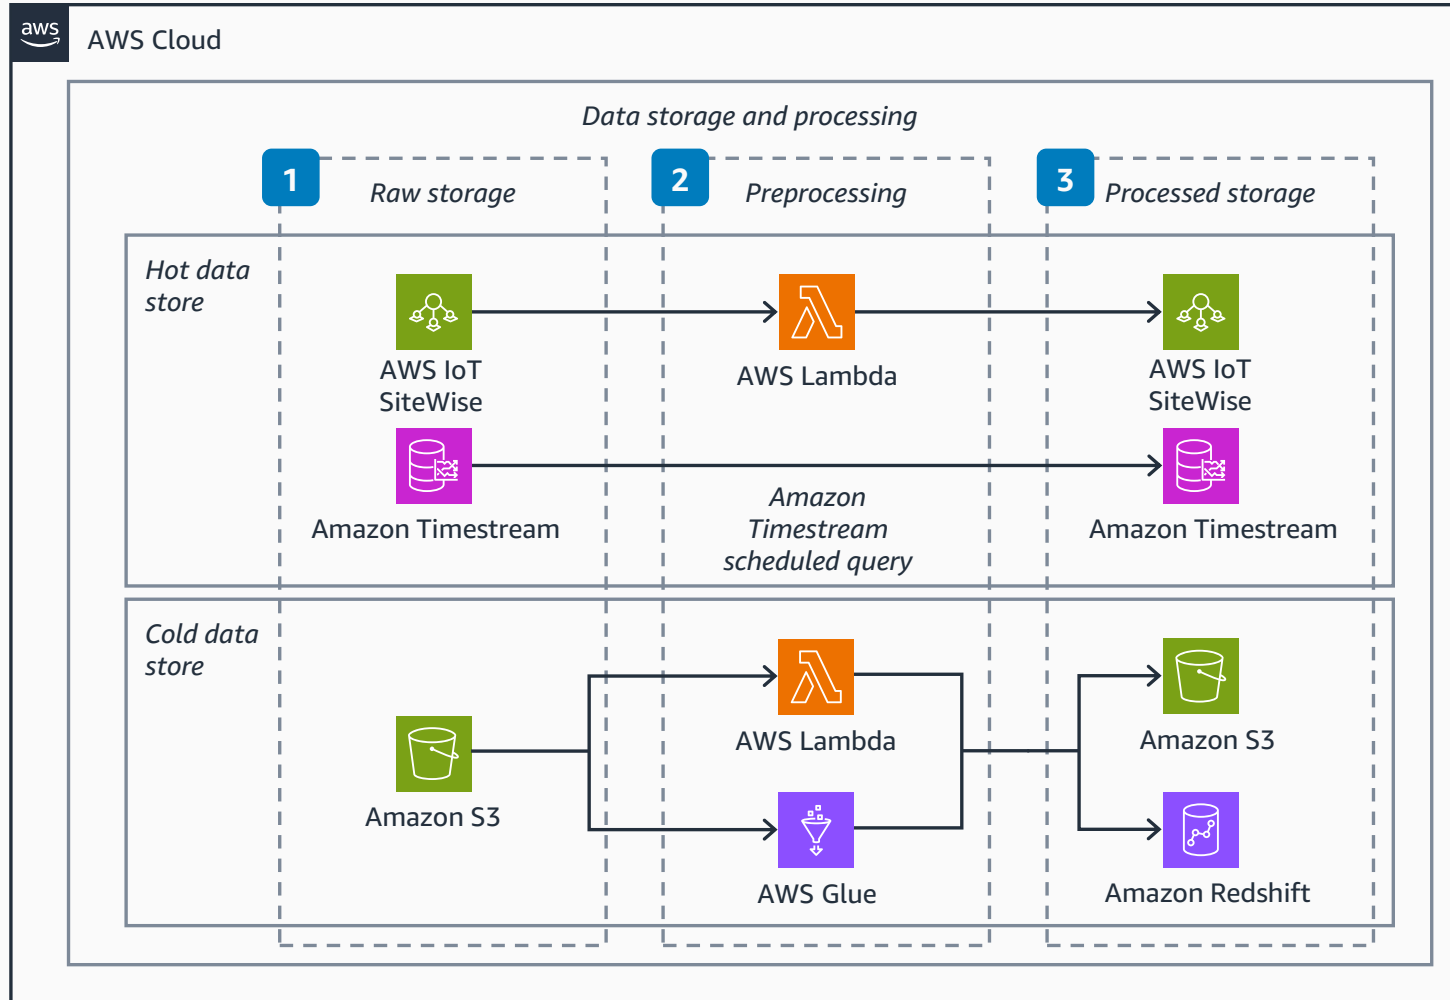 aws
AWS Cloud
Data storage and processing
1
Raw storage
2
Preprocessing
3
Processed storage
Hot data
store
AWS IoT
SiteWise
AWS Lambda
AWS IoT
SiteWise
Amazon Timestream
Amazon
Timestream
scheduled query
Amazon Timestream
Cold data
store
Amazon S3
AWS Lambda
AWS Glue
Amazon S3
Amazon Redshift